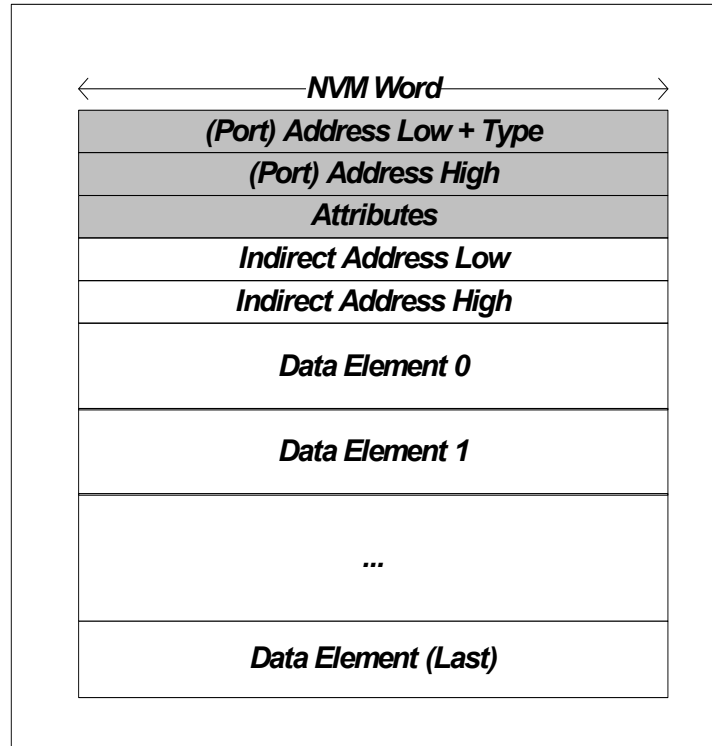 NVM Word
(Port) Address Low + Type
(Port) Address High
Attributes
Indirect Address Low
Indirect Address High
Data Element 0
Data Element 1
...
Data Element (Last)